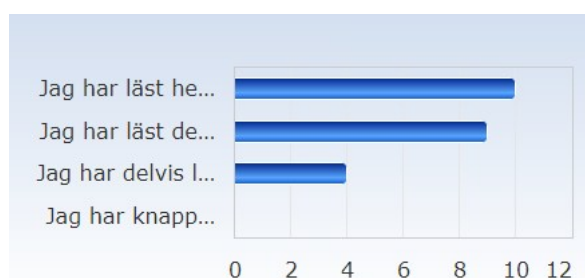 Jag har läst he...
Jag har läst de...
Jag har delvis l...
Jag har knapp...
0 2 4 6 8 10 12